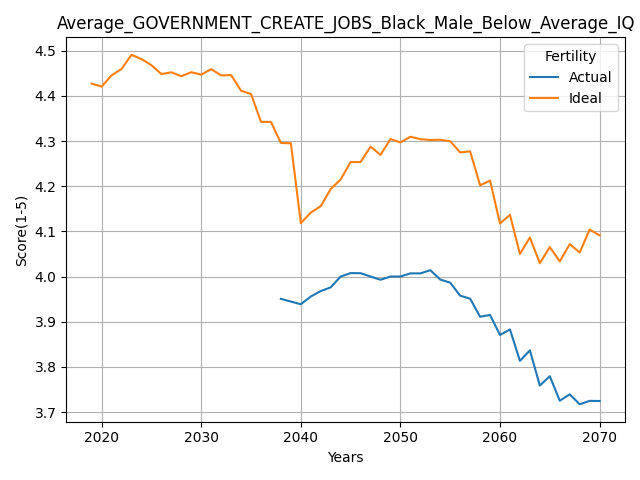 Average_GOVERNMENT_CREATE_JOBS_Black_Male_Below_Average_IQ
Fertility
Actual
Ideal
Score(1-5)
4.5
4.4
4.3
4.2
4.1
4.0
3.9
3.8
3.7
2020 2030 2040 2050 2060 2070
Years